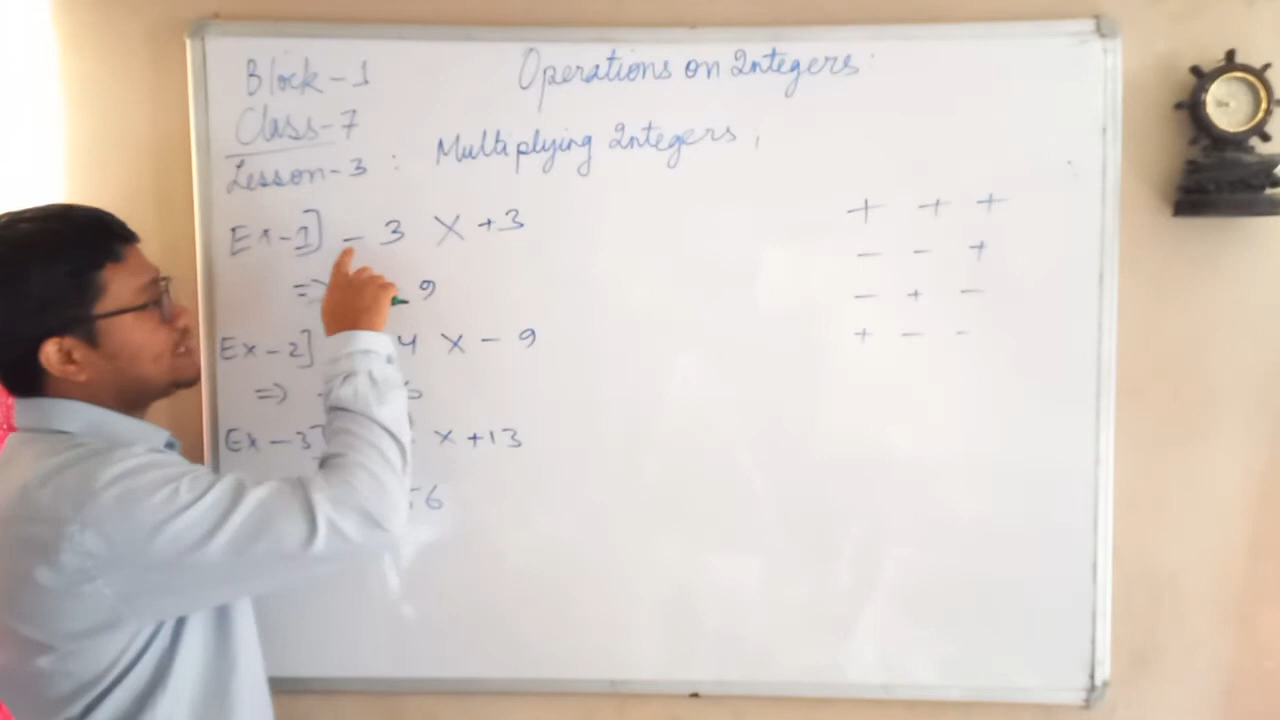 Block-1
Operations on Integers
Class-7
Lesson-3 : Multiplying Integers,
Ex-1] - 3 X +3
=> 9
Ex-2] 4 X - 9
=>
Ex-3] X +13
56
+ + +
- - +
- + -
+ - -